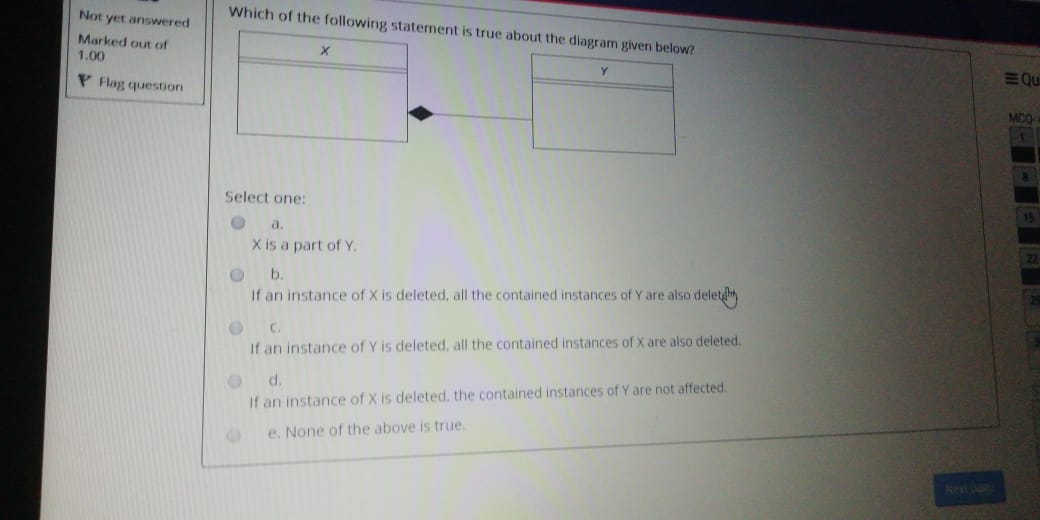 Not yet answered
Marked out of
1.00
Flag question
Which of the following statement is true about the diagram given below?
X
Y
Select one:
a.
X is a part of Y.
b.
If an instance of X is deleted, all the contained instances of Y are also
c.
If an instance of Y is deleted, all the contained instances of X are also deleted.
d.
If an instance of X is deleted, the contained instances of Y are not affected.
e. None of the above is true.
Qu
MCQ-
1
8
15
22
Next page